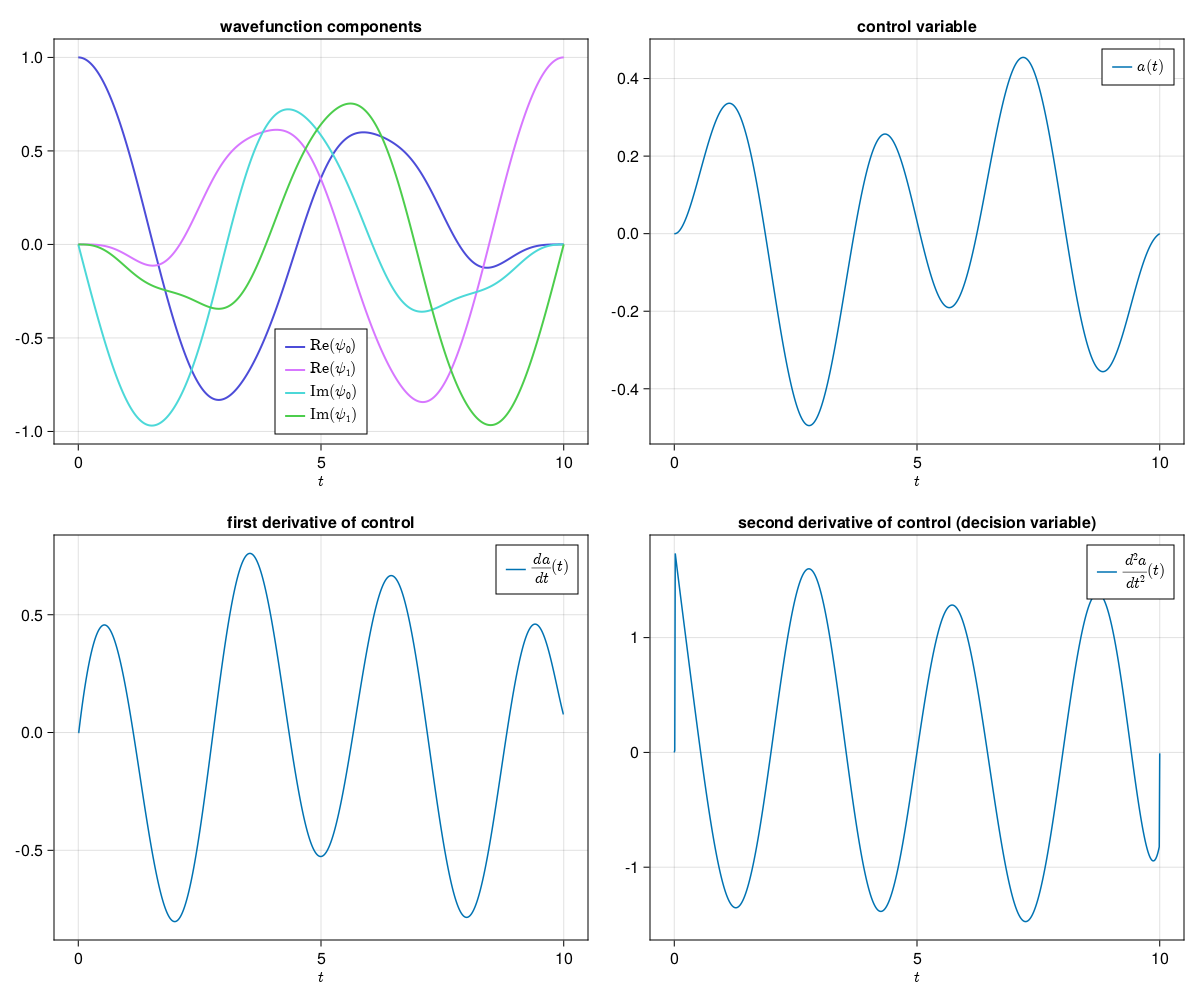 wavefunction components
1.0
0.5
0.0
-0.5
-1.0
Re(ψ₀)
Re(ψ₁)
Im(ψ₀)
Im(ψ₁)
0 5 10
t
control variable
0.4
0.2
0.0
-0.2
-0.4
a(t)
0 5 10
t
first derivative of control
0.5
0.0
-0.5
da/dt (t)
0 5 10
t
second derivative of control (decision variable)
1
0
-1
d²a/dt² (t)
0 5 10
t